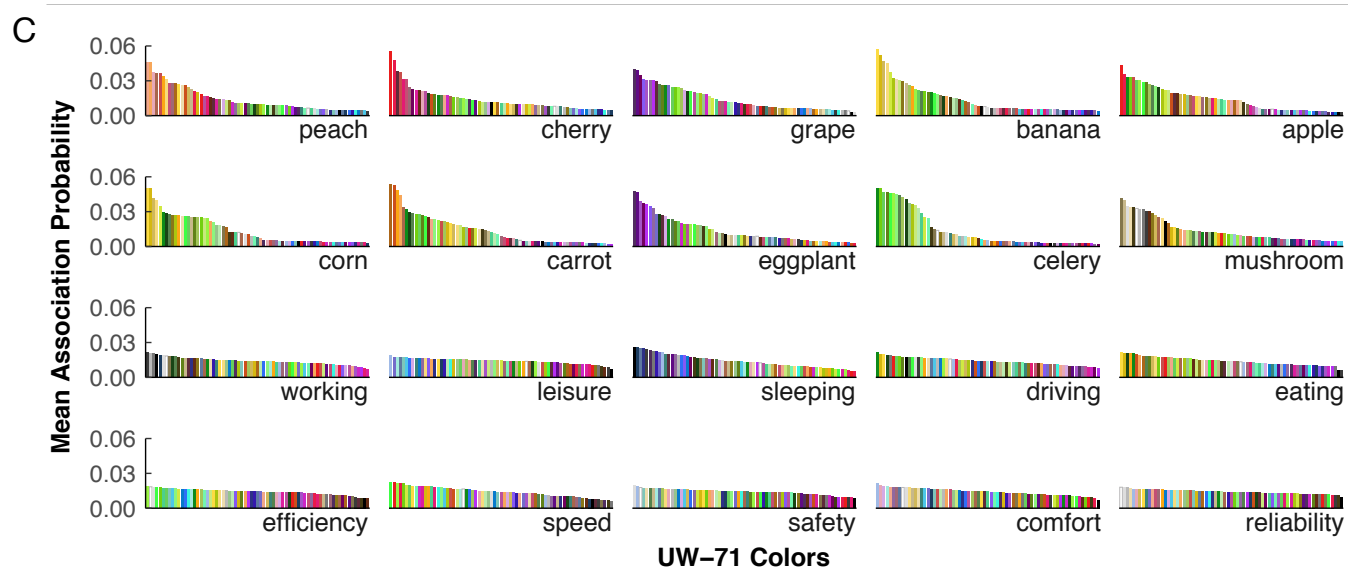 C
Mean Association Probability
0.06
0.03
0.00
peach cherry grape banana apple
0.06
0.03
0.00
corn carrot eggplant celery mushroom
0.06
0.03
0.00
working leisure sleeping driving eating
0.06
0.03
0.00
efficiency speed safety comfort reliability
UW–71 Colors